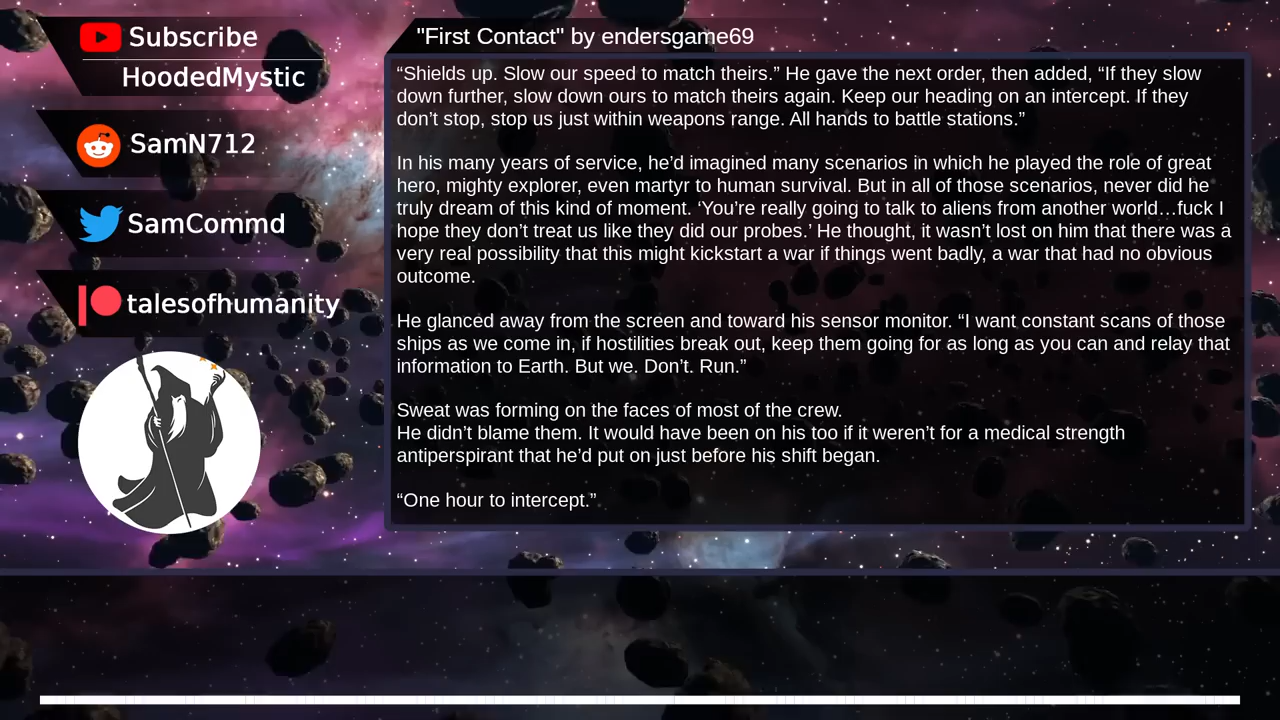 Subscribe
HoodedMystic
SamN712
SamCommd
talesofhumanity
"First Contact" by endersgame69
“Shields up. Slow our speed to match theirs.” He gave the next order, then added, “If they slow
down further, slow down ours to match theirs again. Keep our heading on an intercept. If they
don’t stop, stop us just within weapons range. All hands to battle stations.”
In his many years of service, he’d imagined many scenarios in which he played the role of great
hero, mighty explorer, even martyr to human survival. But in all of those scenarios, never did he
truly dream of this kind of moment. ‘You’re really going to talk to aliens from another world…fuck I
hope they don’t treat us like they did our probes.’ He thought, it wasn’t lost on him that there was a
very real possibility that this might kickstart a war if things went badly, a war that had no obvious
outcome.
He glanced away from the screen and toward his sensor monitor. “I want constant scans of those
ships as we come in, if hostilities break out, keep them going for as long as you can and relay that
information to Earth. But we. Don’t. Run.”
Sweat was forming on the faces of most of the crew.
He didn’t blame them. It would have been on his too if it weren’t for a medical strength
antiperspirant that he’d put on just before his shift began.
“One hour to intercept.”